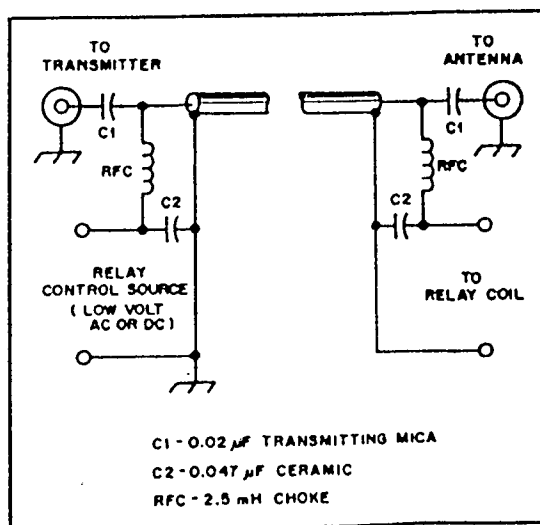 TO
TRANSMITTER
TO
ANTENNA
C1
C1
RFC
RFC
C2
C2
RELAY
CONTROL SOURCE
(LOW VOLT
AC OR DC)
TO
RELAY COIL
C1 - 0.02 µF TRANSMITTING MICA
C2 - 0.047 µF CERAMIC
RFC - 2.5 mH CHOKE